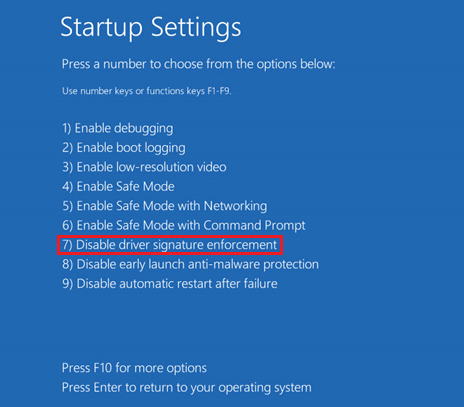 Startup Settings
Press a number to choose from the options below:
Use number keys or functions keys F1-F9.
1) Enable debugging
2) Enable boot logging
3) Enable low-resolution video
4) Enable Safe Mode
5) Enable Safe Mode with Networking
6) Enable Safe Mode with Command Prompt
7) Disable driver signature enforcement
8) Disable early launch anti-malware protection
9) Disable automatic restart after failure
Press F10 for more options
Press Enter to return to your operating system